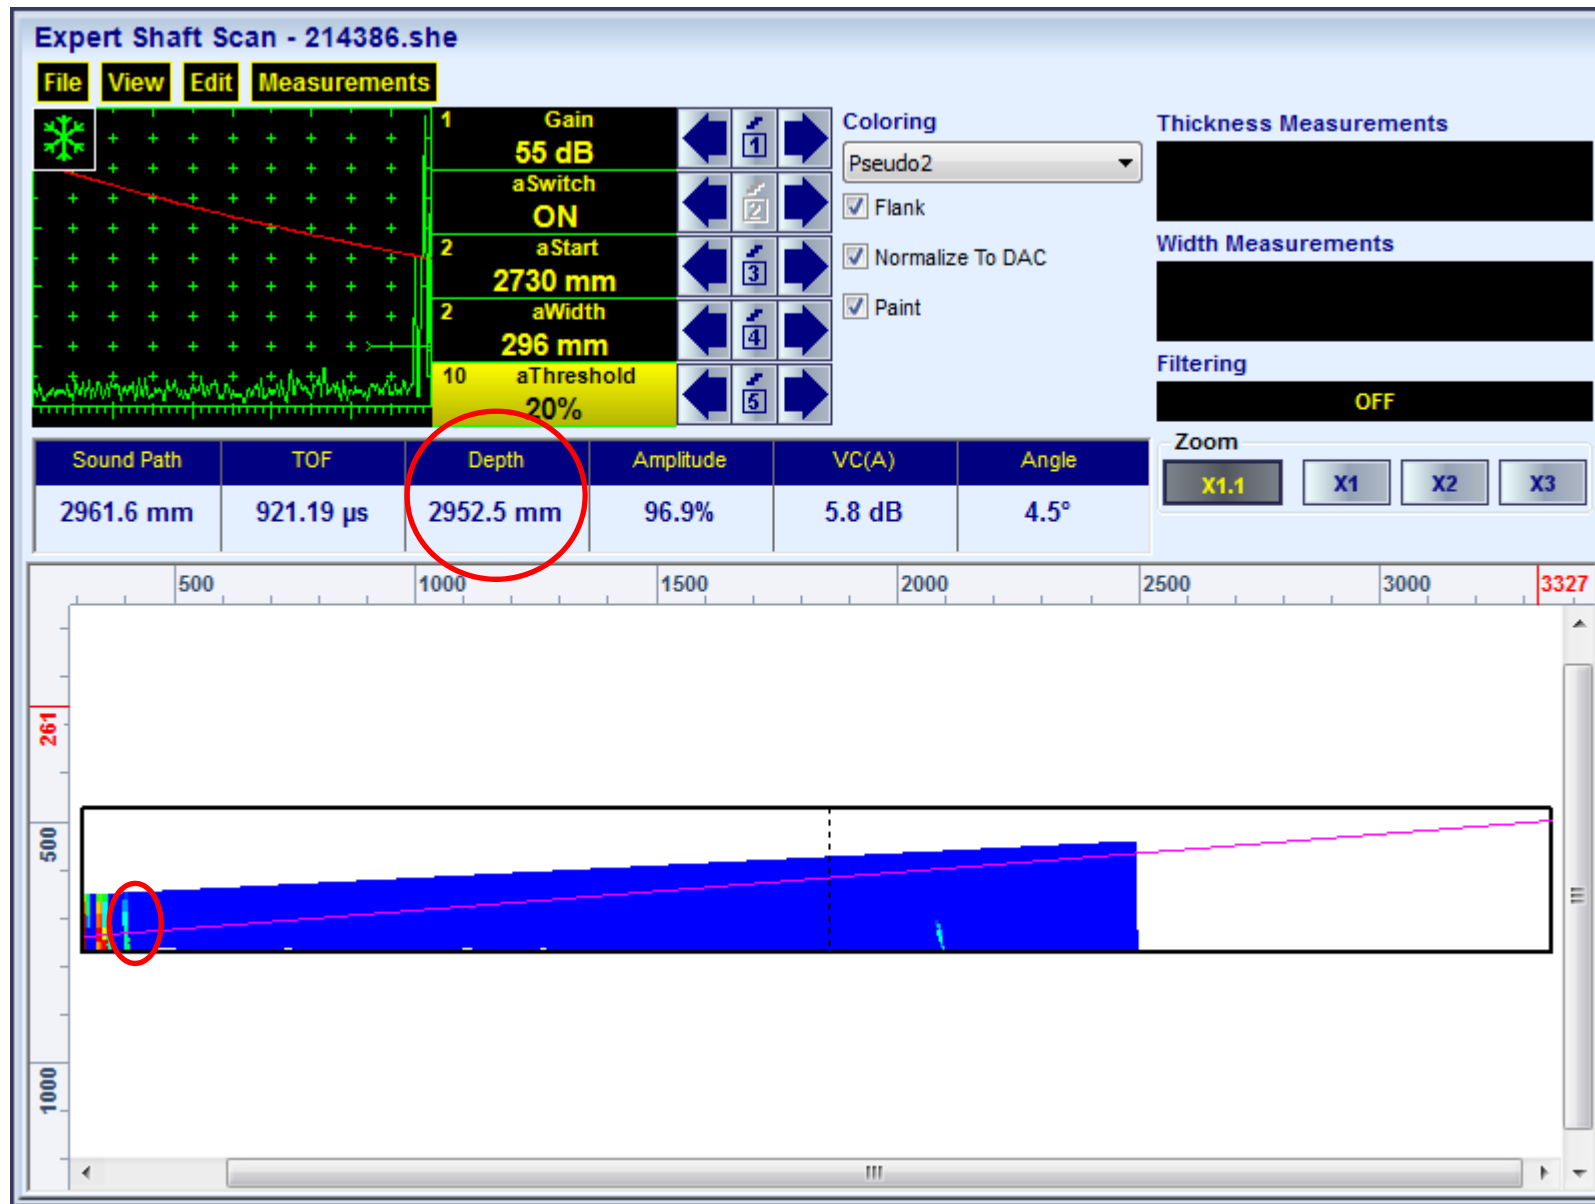 Expert Shaft Scan - 214386.she
File View Edit Measurements
1 Gain
55 dB
aSwitch
ON
2 aStart
2730 mm
2 aWidth
296 mm
10 aThreshold
20%
1
2
3
4
5
Coloring
Pseudo2
Flank
Normalize To DAC
Paint
Thickness Measurements
Width Measurements
Filtering
OFF
Zoom
X1.1 X1 X2 X3
Sound Path TOF Depth Amplitude VC(A) Angle
2961.6 mm 921.19 µs 2952.5 mm 96.9% 5.8 dB 4.5°
500 1000 1500 2000 2500 3000 3327
261
500
1000